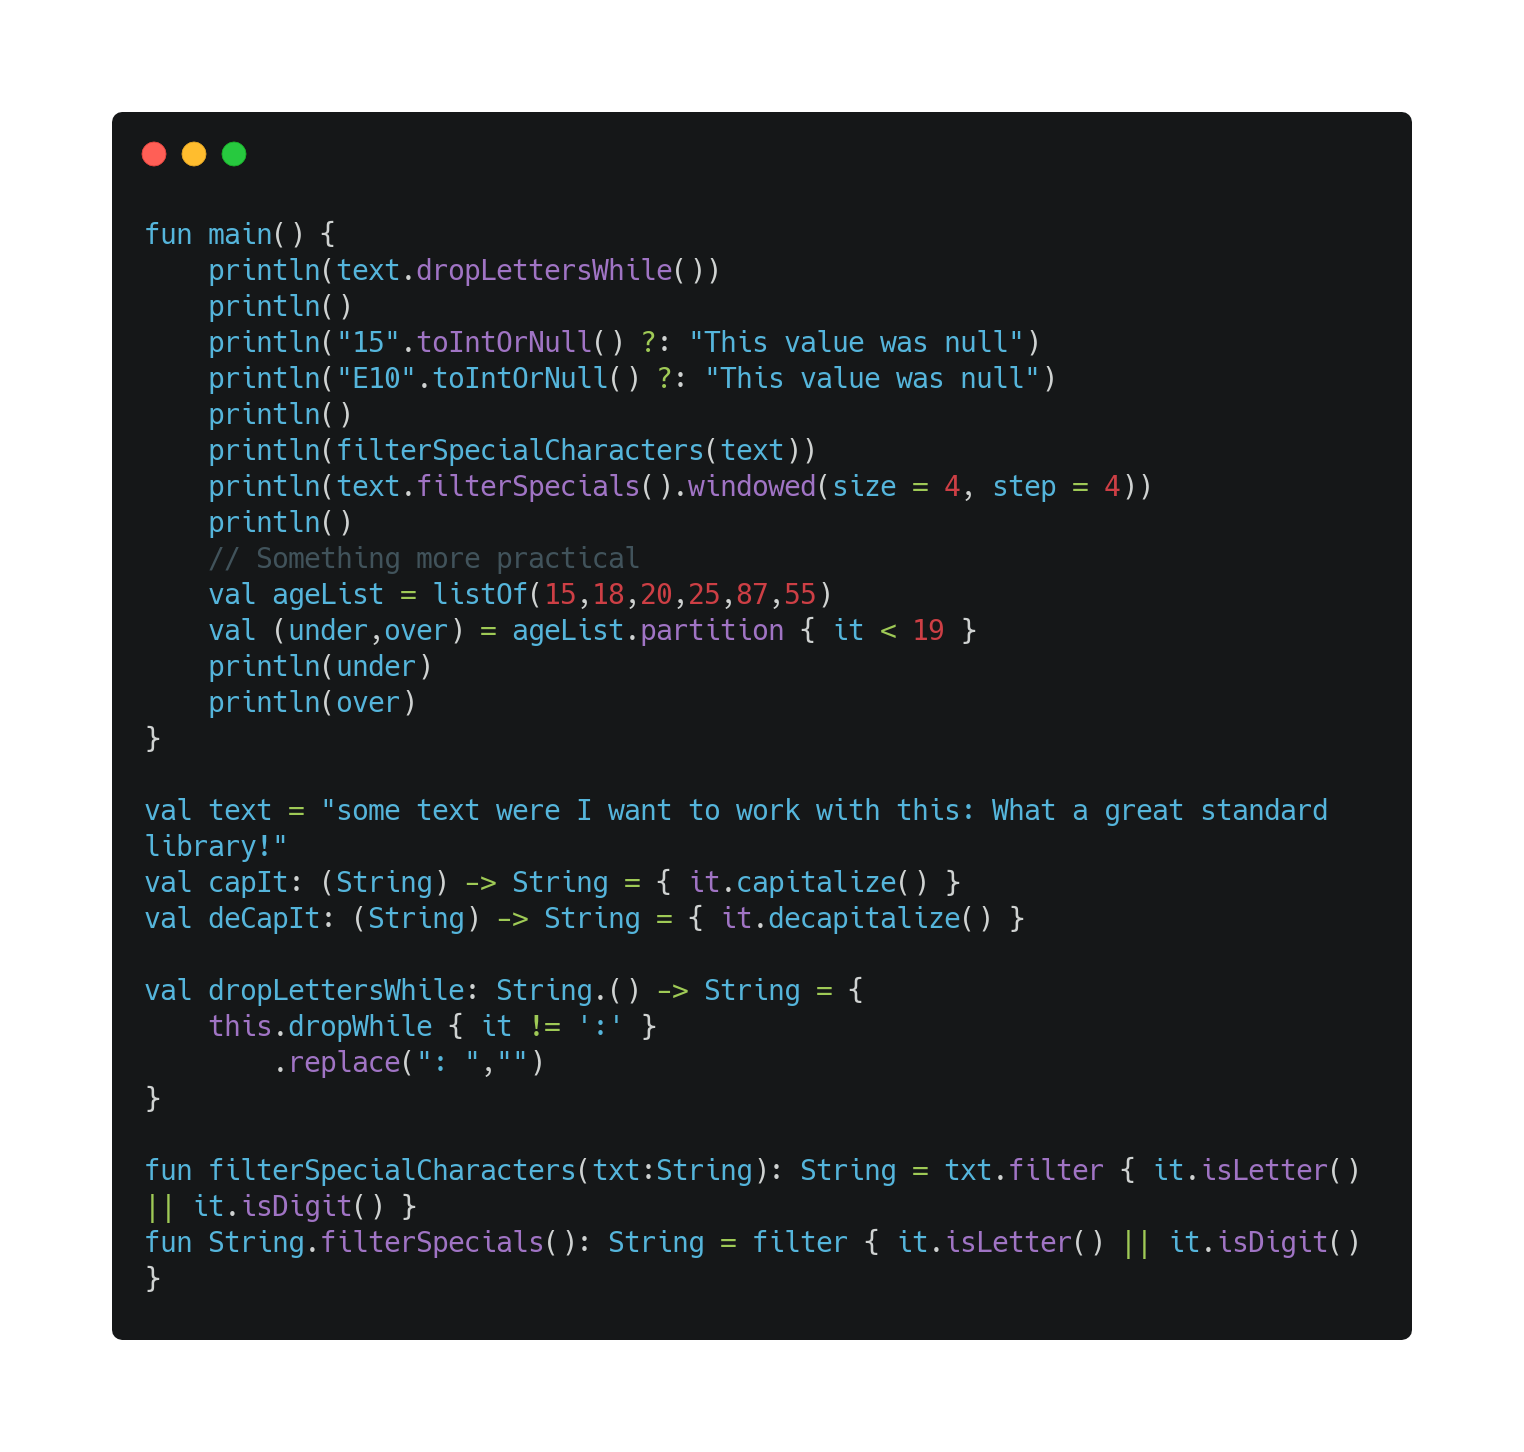 fun main() {
    println(text.dropLettersWhile())
    println()
    println("15".toIntOrNull() ?: "This value was null")
    println("E10".toIntOrNull() ?: "This value was null")
    println()
    println(filterSpecialCharacters(text))
    println(text.filterSpecials().windowed(size = 4, step = 4))
    println()
    // Something more practical
    val ageList = listOf(15,18,20,25,87,55)
    val (under,over) = ageList.partition { it < 19 }
    println(under)
    println(over)
}

val text = "some text were I want to work with this: What a great standard
library!"
val capIt: (String) -> String = { it.capitalize() }
val deCapIt: (String) -> String = { it.decapitalize() }

val dropLettersWhile: String.() -> String = {
    this.dropWhile { it != ':' }
        .replace(": ","")
}

fun filterSpecialCharacters(txt:String): String = txt.filter { it.isLetter()
|| it.isDigit() }
fun String.filterSpecials(): String = filter { it.isLetter() || it.isDigit()
}